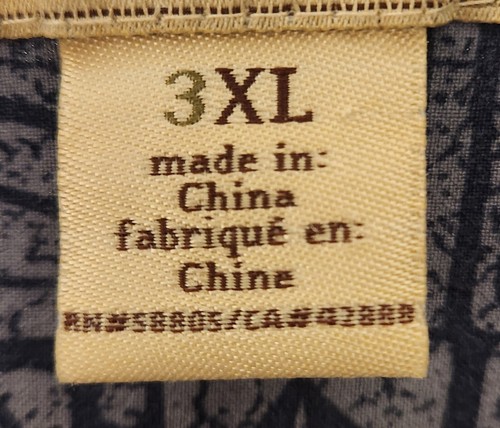 3XL
made in:
China
fabriqué en:
Chine
RN#58805/CA#42888